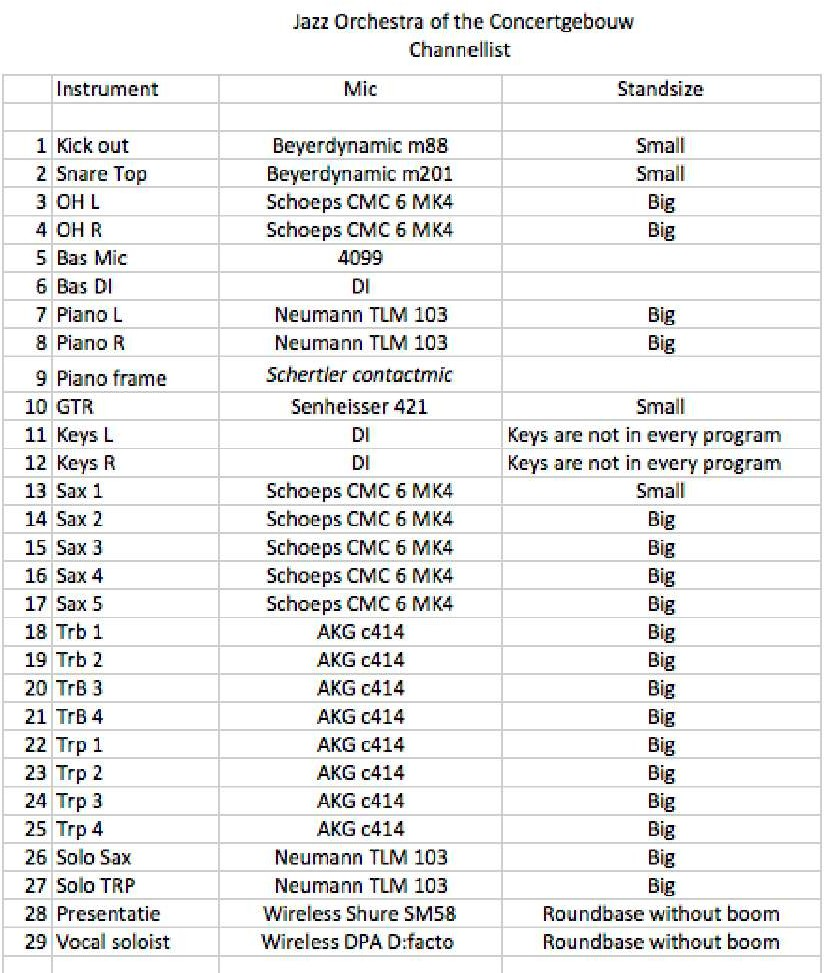 Jazz Orchestra of the Concertgebouw
Channellist
Instrument Mic Standsize
1 Kick out Beyerdynamic m88 Small
2 Snare Top Beyerdynamic m201 Small
3 OH L Schoeps CMC 6 MK4 Big
4 OH R Schoeps CMC 6 MK4 Big
5 Bas Mic 4099
6 Bas DI DI
7 Piano L Neumann TLM 103 Big
8 Piano R Neumann TLM 103 Big
9 Piano frame Schertler contactmic
10 GTR Senheisser 421 Small
11 Keys L DI Keys are not in every program
12 Keys R DI Keys are not in every program
13 Sax 1 Schoeps CMC 6 MK4 Small
14 Sax 2 Schoeps CMC 6 MK4 Big
15 Sax 3 Schoeps CMC 6 MK4 Big
16 Sax 4 Schoeps CMC 6 MK4 Big
17 Sax 5 Schoeps CMC 6 MK4 Big
18 Trb 1 AKG c414 Big
19 Trb 2 AKG c414 Big
20 TrB 3 AKG c414 Big
21 TrB 4 AKG c414 Big
22 Trp 1 AKG c414 Big
23 Trp 2 AKG c414 Big
24 Trp 3 AKG c414 Big
25 Trp 4 AKG c414 Big
26 Solo Sax Neumann TLM 103 Big
27 Solo TRP Neumann TLM 103 Big
28 Presentatie Wireless Shure SM58 Roundbase without boom
29 Vocal soloist Wireless DPA D:facto Roundbase without boom